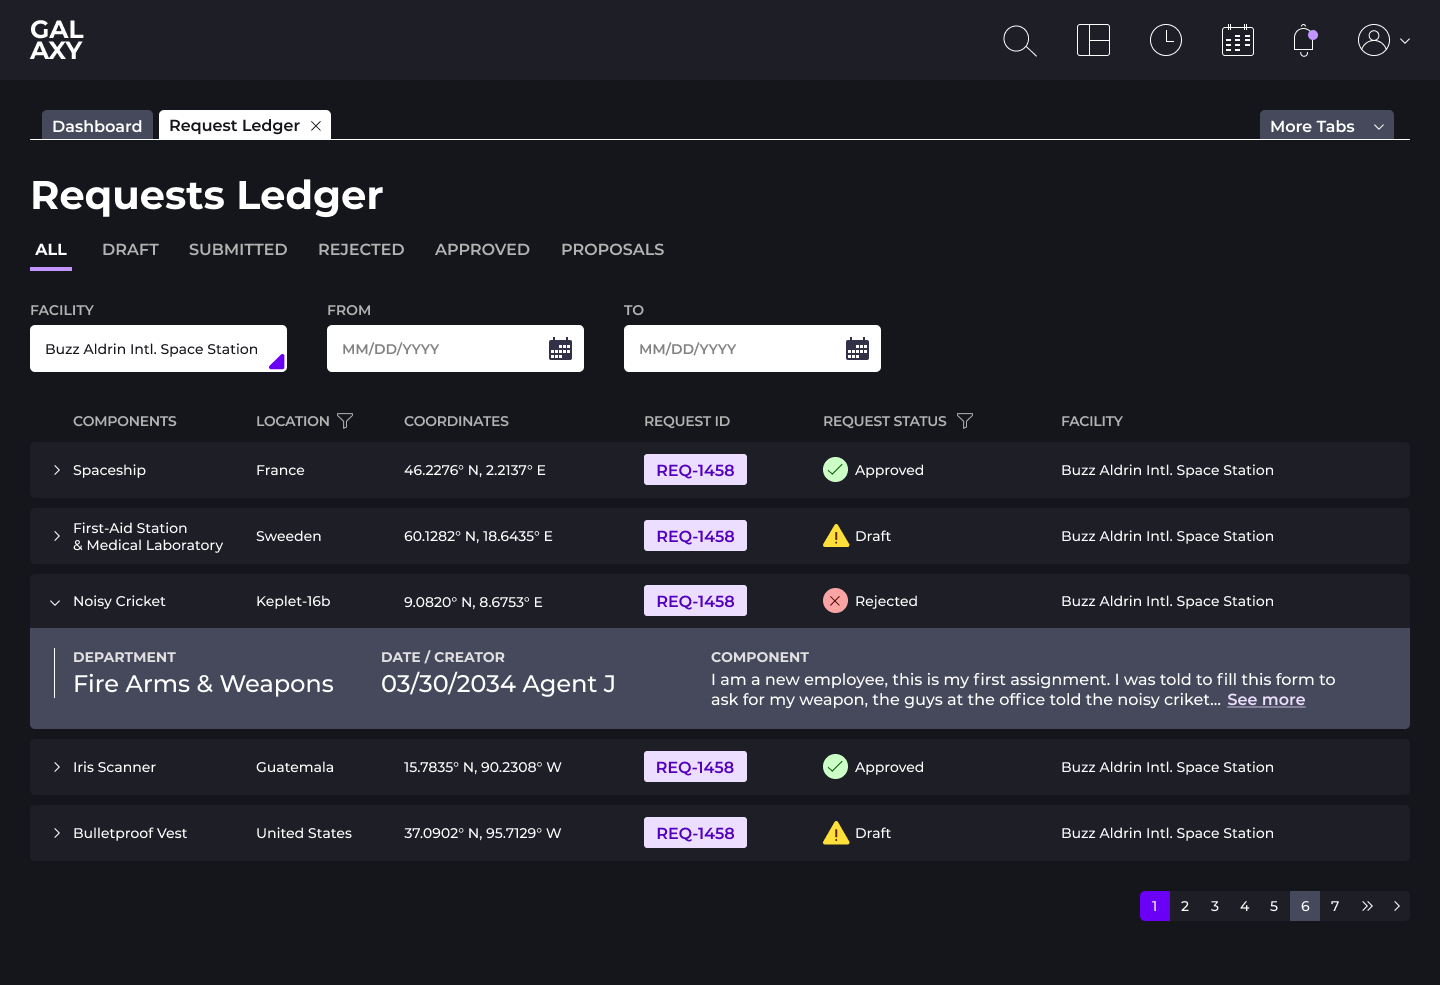 GAL
AXY
Dashboard
Request Ledger
More Tabs
Requests Ledger
ALL DRAFT SUBMITTED REJECTED APPROVED PROPOSALS
FACILITY FROM TO
Buzz Aldrin Intl. Space Station MM/DD/YYYY MM/DD/YYYY
COMPONENTS LOCATION COORDINATES REQUEST ID REQUEST STATUS FACILITY
Spaceship France 46.2276° N, 2.2137° E REQ-1458 Approved Buzz Aldrin Intl. Space Station
First-Aid Station
& Medical Laboratory Sweeden 60.1282° N, 18.6435° E REQ-1458 Draft Buzz Aldrin Intl. Space Station
Noisy Cricket Keplet-16b 9.0820° N, 8.6753° E REQ-1458 Rejected Buzz Aldrin Intl. Space Station
DEPARTMENT DATE / CREATOR COMPONENT
Fire Arms & Weapons 03/30/2034 Agent J
I am a new employee, this is my first assignment. I was told to fill this form to
ask for my weapon, the guys at the office told the noisy criket... See more
Iris Scanner Guatemala 15.7835° N, 90.2308° W REQ-1458 Approved Buzz Aldrin Intl. Space Station
Bulletproof Vest United States 37.0902° N, 95.7129° W REQ-1458 Draft Buzz Aldrin Intl. Space Station
1 2 3 4 5 6 7